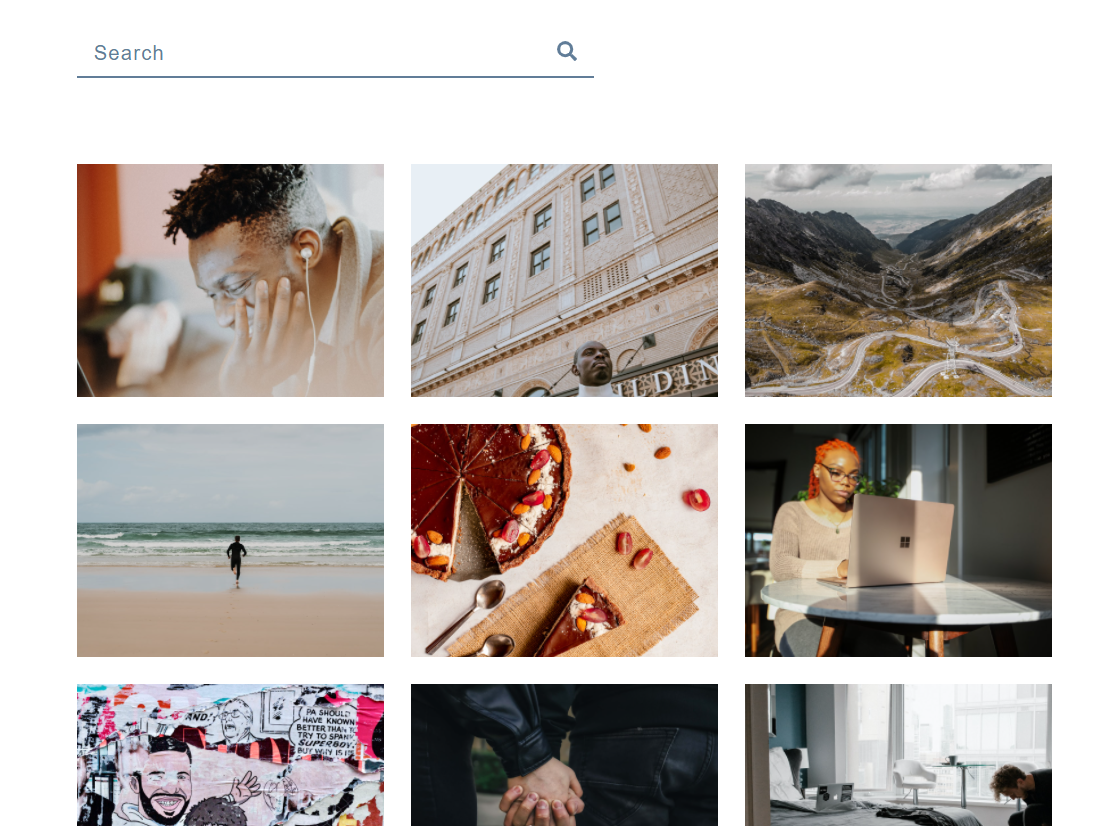 Search
ILDIN
AND!
PA SHOULD
HAVE KNOWN
BETTER THAN TO
TRY TO SPANK
SUPERBOY!
BUT WHY IS IT